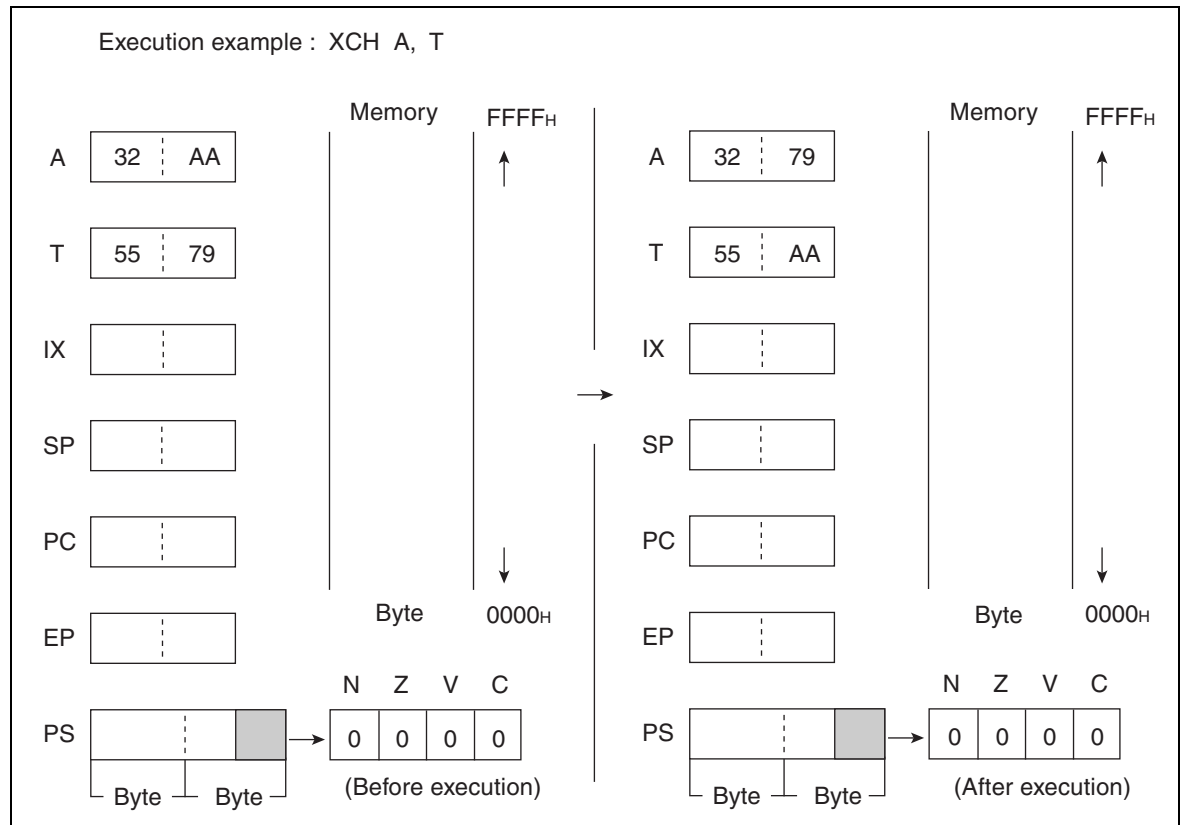 Execution example : XCH A, T
Memory FFFFH
A 32 AA
T 55 79
IX
SP
PC
EP
Byte 0000H
N Z V C
PS 0 0 0 0
Byte Byte (Before execution)
Memory FFFFH
A 32 79
T 55 AA
IX
SP
PC
EP
Byte 0000H
N Z V C
PS 0 0 0 0
Byte Byte (After execution)